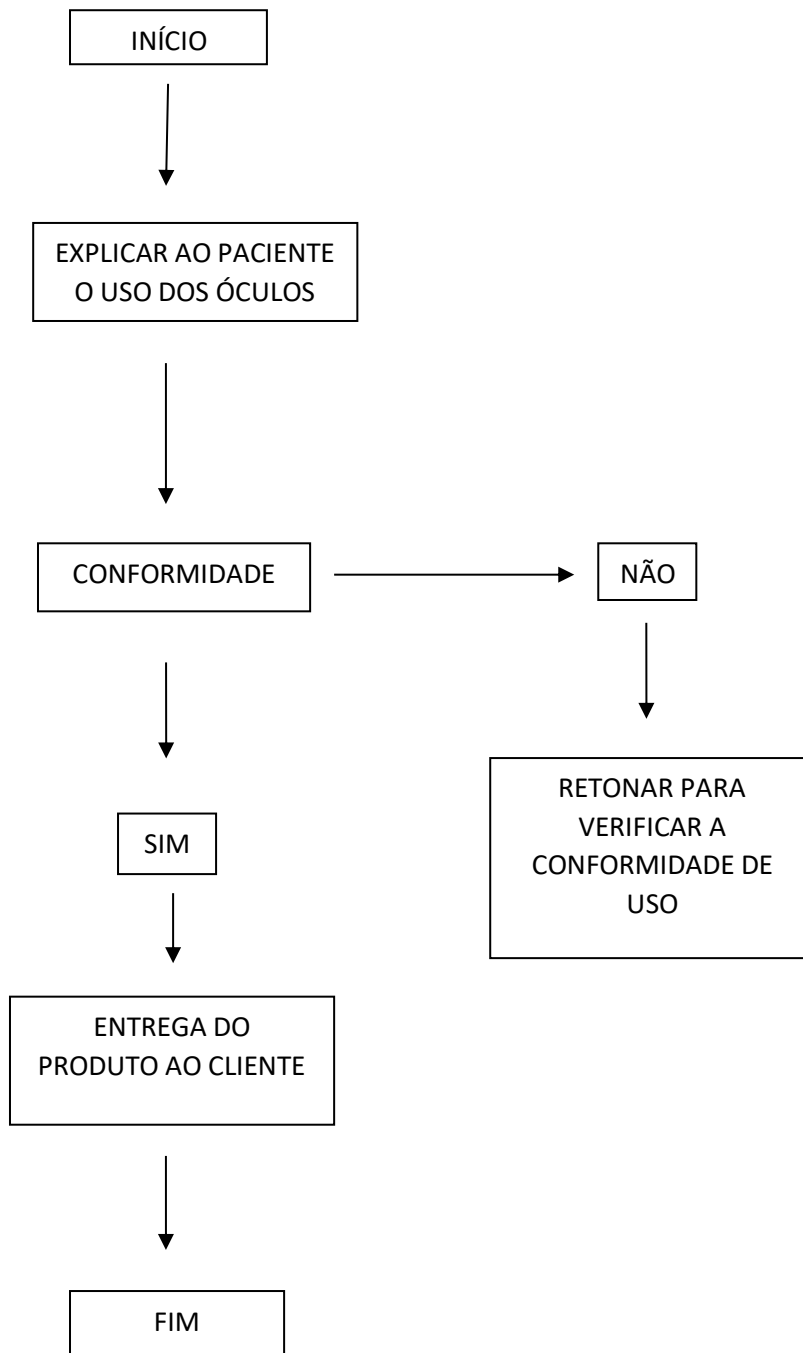 INÍCIO
EXPLICAR AO PACIENTE
O USO DOS ÓCULOS
CONFORMIDADE
NÃO
RETONAR PARA
VERIFICAR A
CONFORMIDADE DE
USO
SIM
ENTREGA DO
PRODUTO AO CLIENTE
FIM